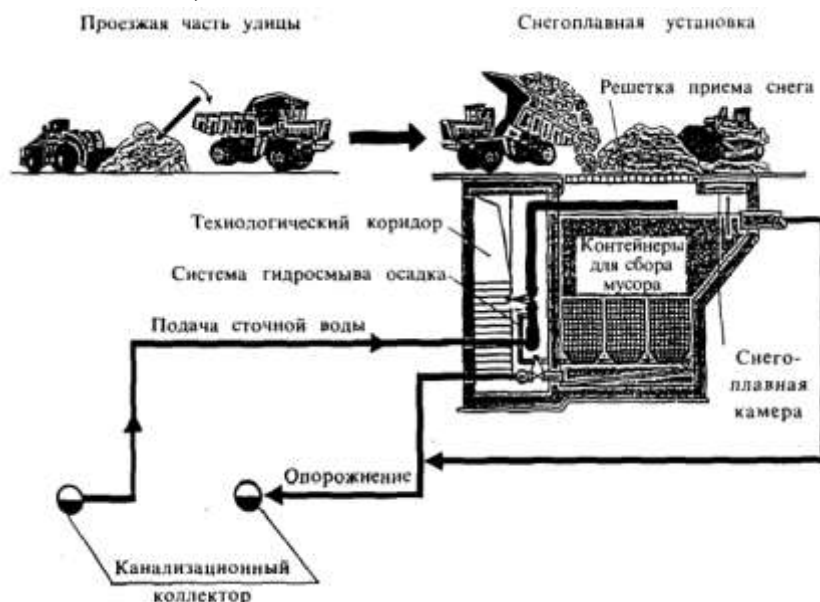 Проезжая часть улицы
Снегоплавная установка
Решетка приема снега
Технологический
коридор
Контейнеры
для сбора
мусора
Система гидросмыва
осадка
Подача сточной воды
Снего-
плавная
камера
Опорожнение
Канализационный
коллектор